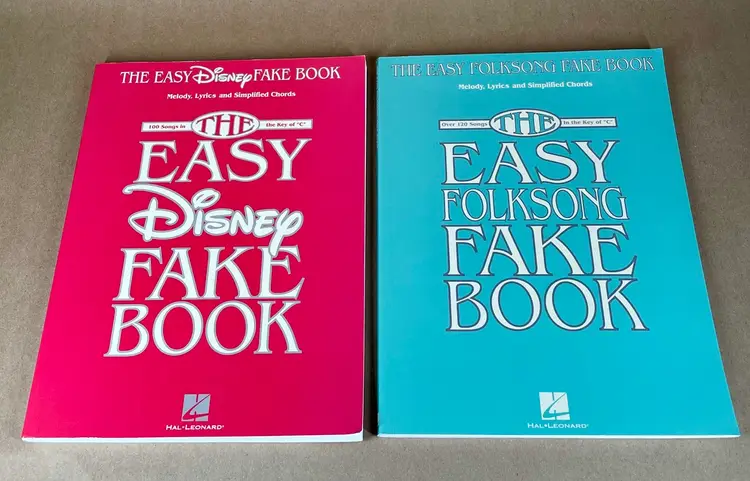 THE EASY Disney FAKE BOOK
Melody, Lyrics and Simplified Chords
100 Songs in THE the Key of "C"
EASY
Disney
FAKE
BOOK
HAL•LEONARD®
THE EASY FOLKSONG FAKE BOOK
Melody, Lyrics and Simplified Chords
Over 120 Songs THE In the Key of "C"
EASY
FOLKSONG
FAKE
BOOK
HAL•LEONARD®